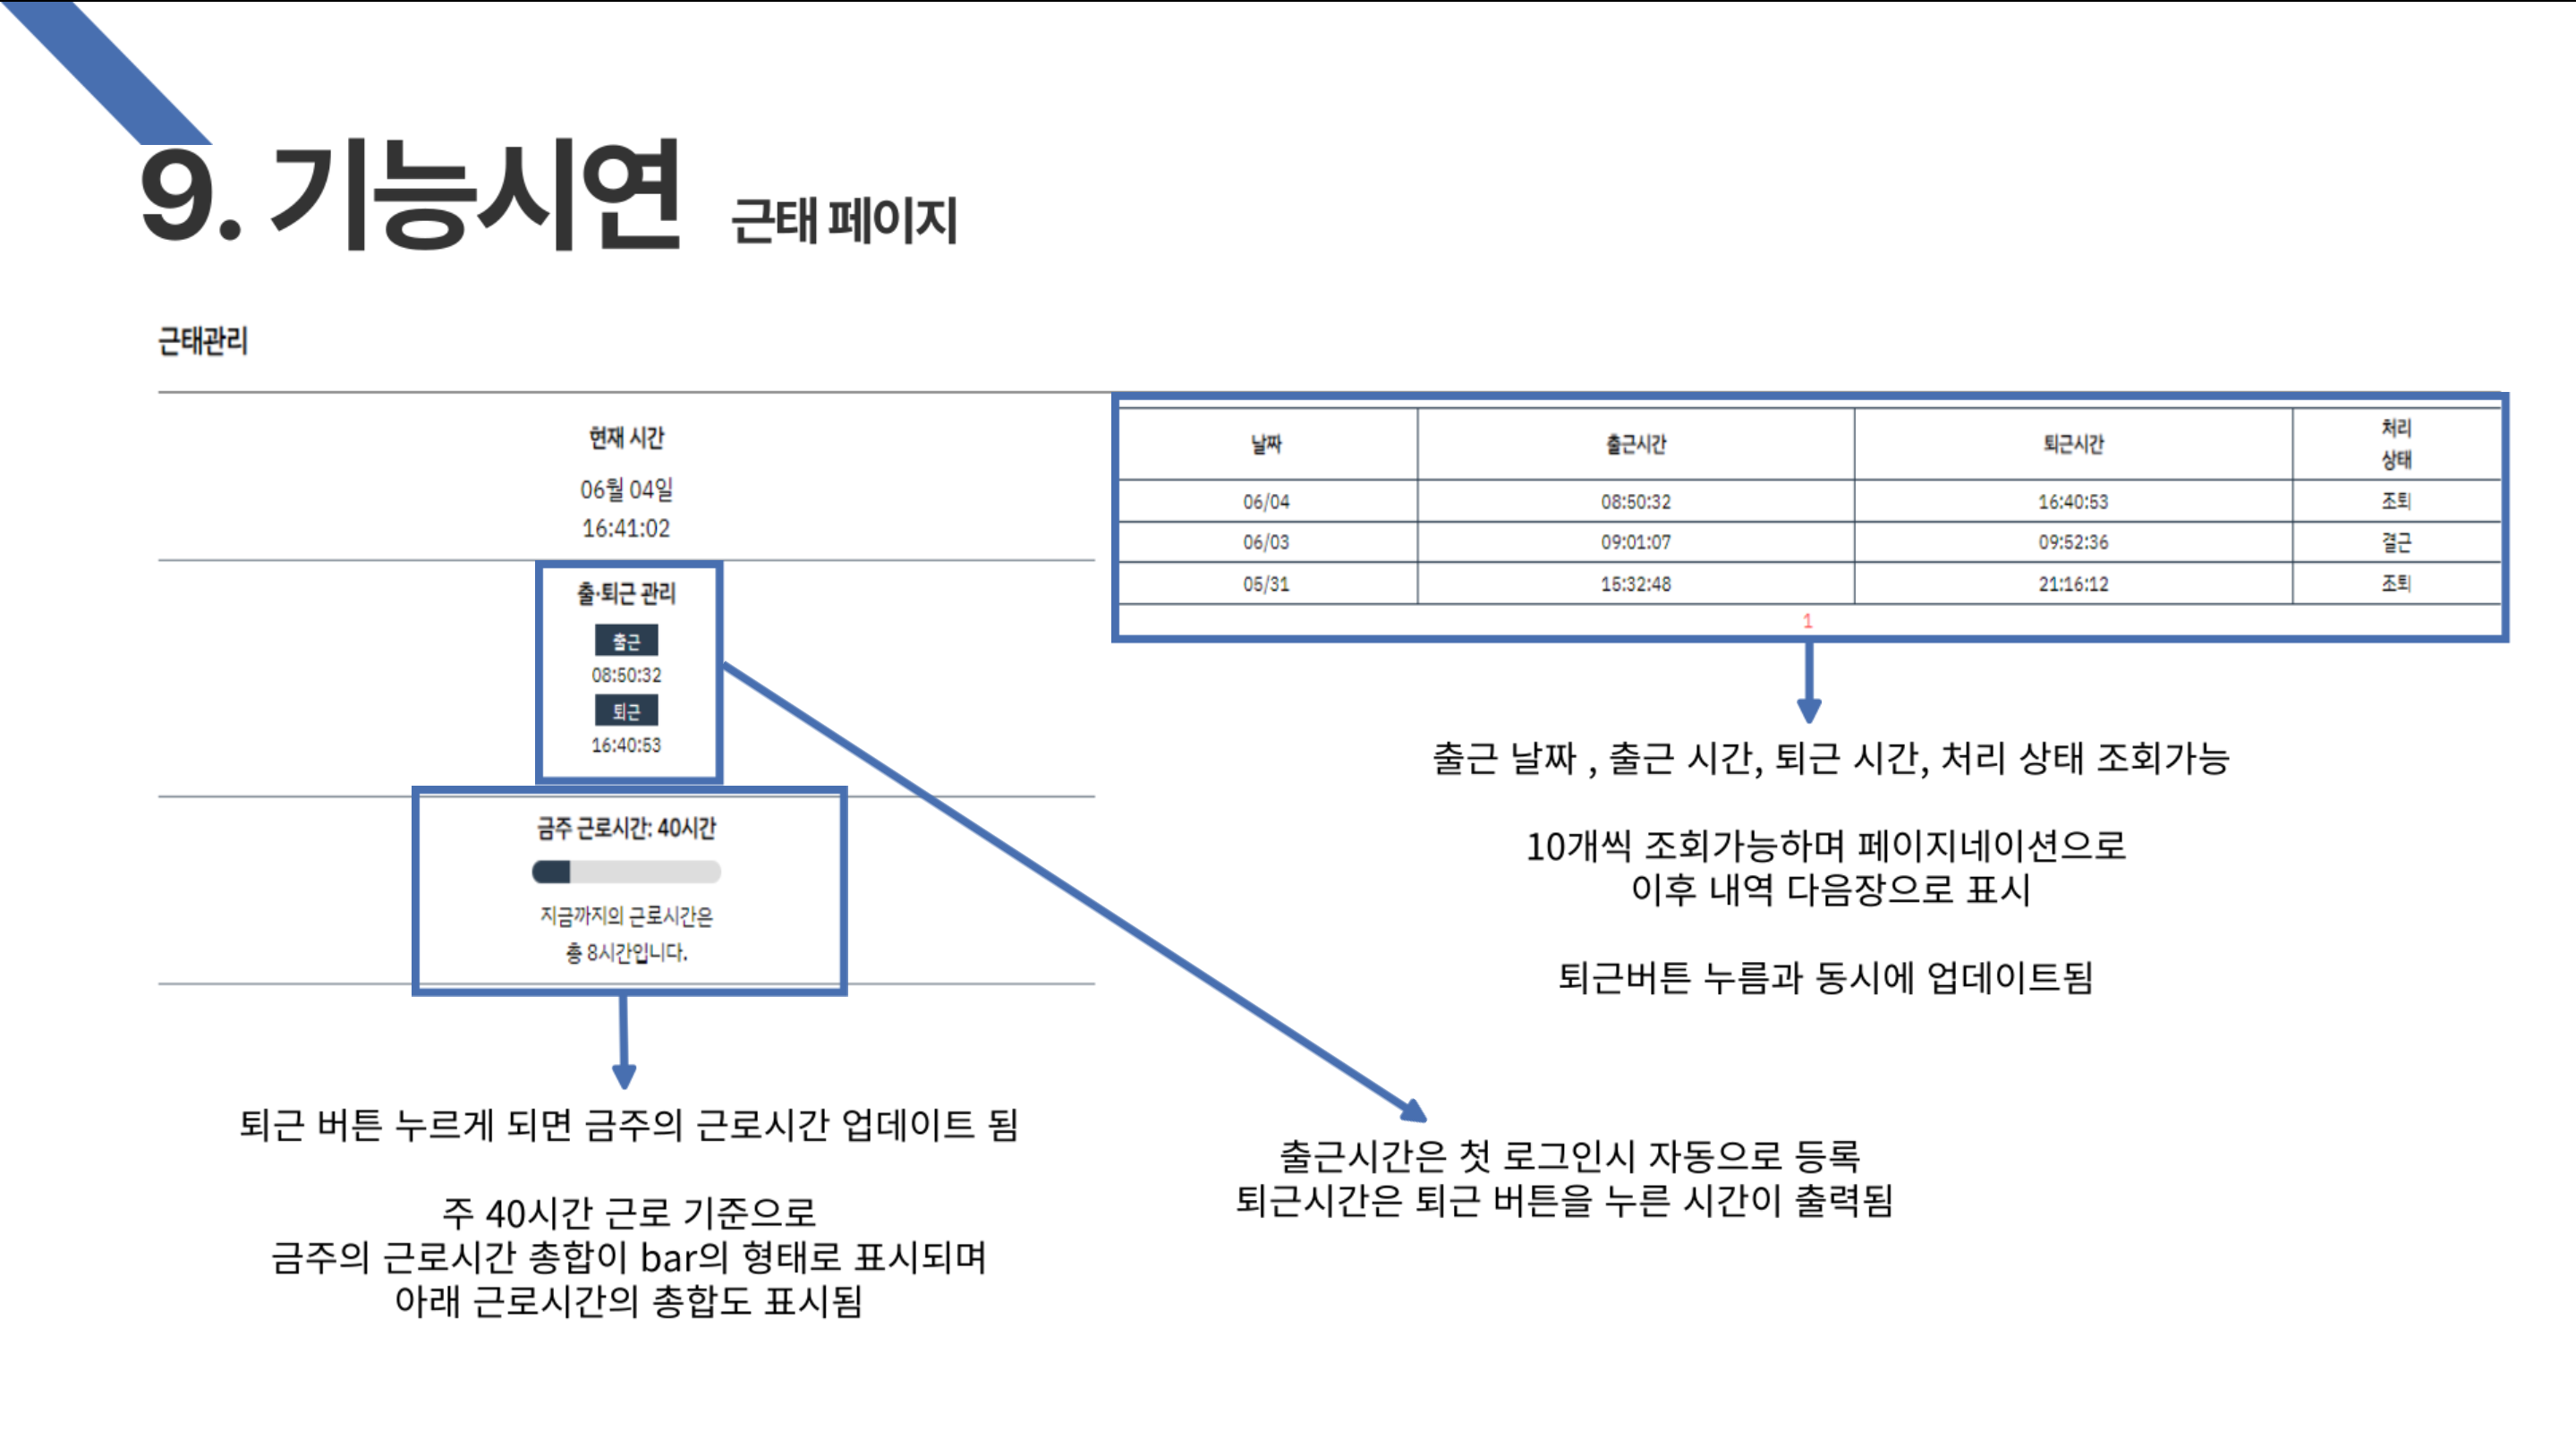 9. 기능시연 근태 페이지
근태관리
현재 시간
06월 04일
16:41:02
출·퇴근 관리
출근
08:50:32
퇴근
16:40:53
금주 근로시간: 40시간
지금까지의 근로시간은
총 8시간입니다.
날짜 출근시간 퇴근시간 처리
상태
06/04 08:50:32 16:40:53 조퇴
06/03 09:01:07 09:52:36 결근
05/31 15:32:48 21:16:12 조퇴
1
출근 날짜 , 출근 시간, 퇴근 시간, 처리 상태 조회가능
10개씩 조회가능하며 페이지네이션으로
이후 내역 다음장으로 표시
퇴근버튼 누름과 동시에 업데이트됨
퇴근 버튼 누르게 되면 금주의 근로시간 업데이트 됨
주 40시간 근로 기준으로
금주의 근로시간 총합이 bar의 형태로 표시되며
아래 근로시간의 총합도 표시됨
출근시간은 첫 로그인시 자동으로 등록
퇴근시간은 퇴근 버튼을 누른 시간이 출력됨